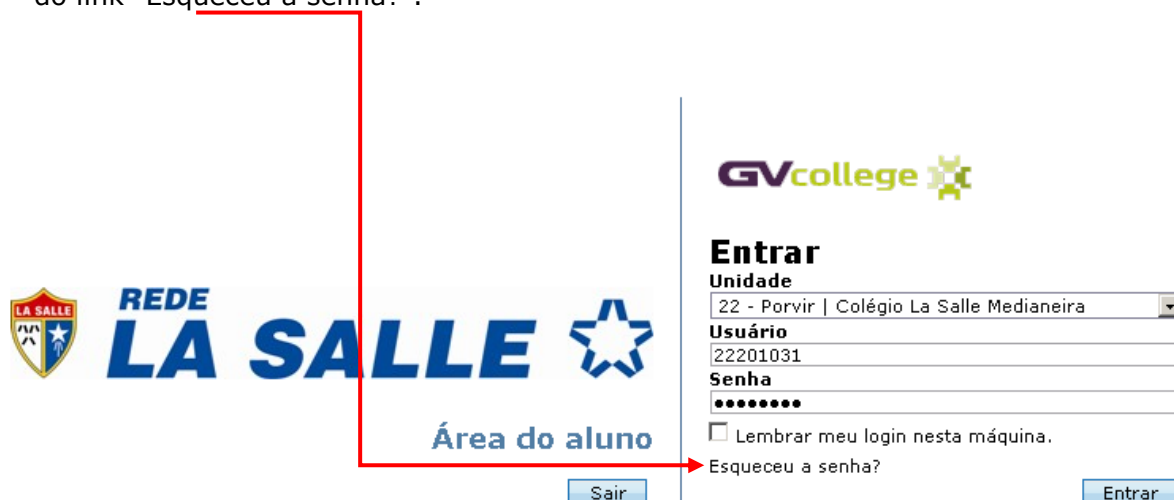 do link "Esqueceu a senha?".
GVcollege
Entrar
Unidade
22 - Porvir | Colégio La Salle Medianeira
Usuário
22201031
Senha
••••••••
Lembrar meu login nesta máquina.
Esqueceu a senha?
Entrar
LA SALLE
REDE
LA SALLE
Área do aluno
Sair